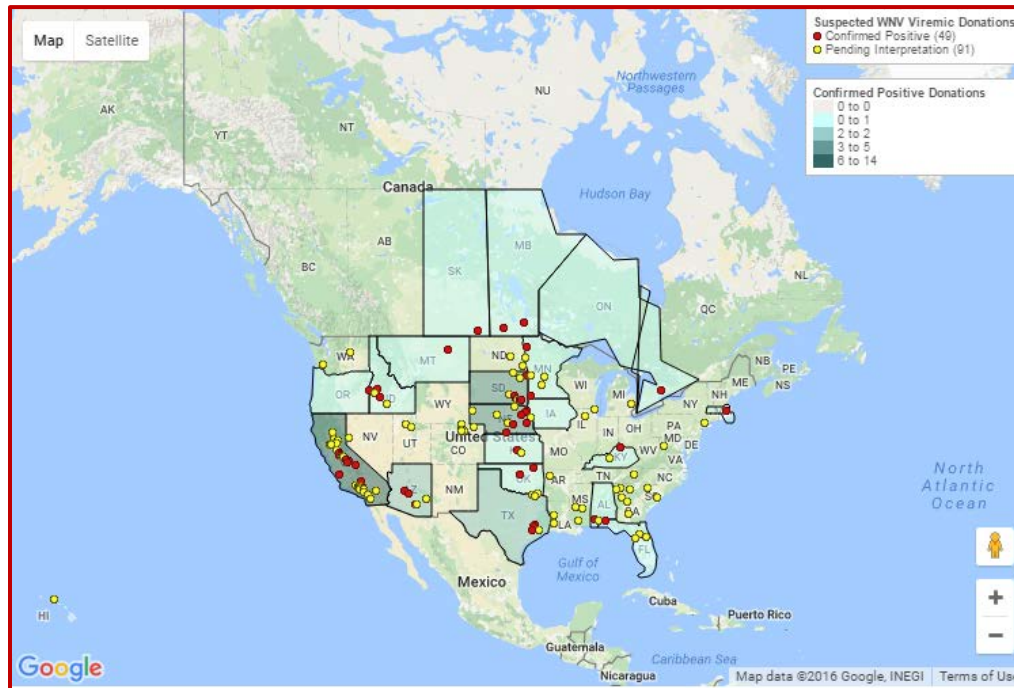 Map
Satellite
Suspected WNV Viremic Donations
Confirmed Positive (49)
Pending Interpretation (91)
Confirmed Positive Donations
0 to 0
0 to 1
2 to 2
3 to 5
6 to 14
NU
Northwestern
Passages
AK
YT
NT
Canada
Hudson Bay
BC
AB
SK
MB
ON
QC
NL
NB
PE
NS
WA
MT
ND
MN
OR
ID
SD
WI
MI
ME
NH
NY
WY
IA
NE
NV
UT
CO
United States
IL
IN
OH
PA
MD
DE
MO
KY
WV
VA
AZ
NM
OK
AR
TN
NC
SC
MS
AL
GA
TX
LA
FL
North
Atlantic
Ocean
Gulf of
Mexico
Mexico
Cuba
Puerto Rico
HI
Guatemala
Caribbean Sea
Nicaragua
+
−
Google
Map data ©2016 Google, INEGI
Terms of Use